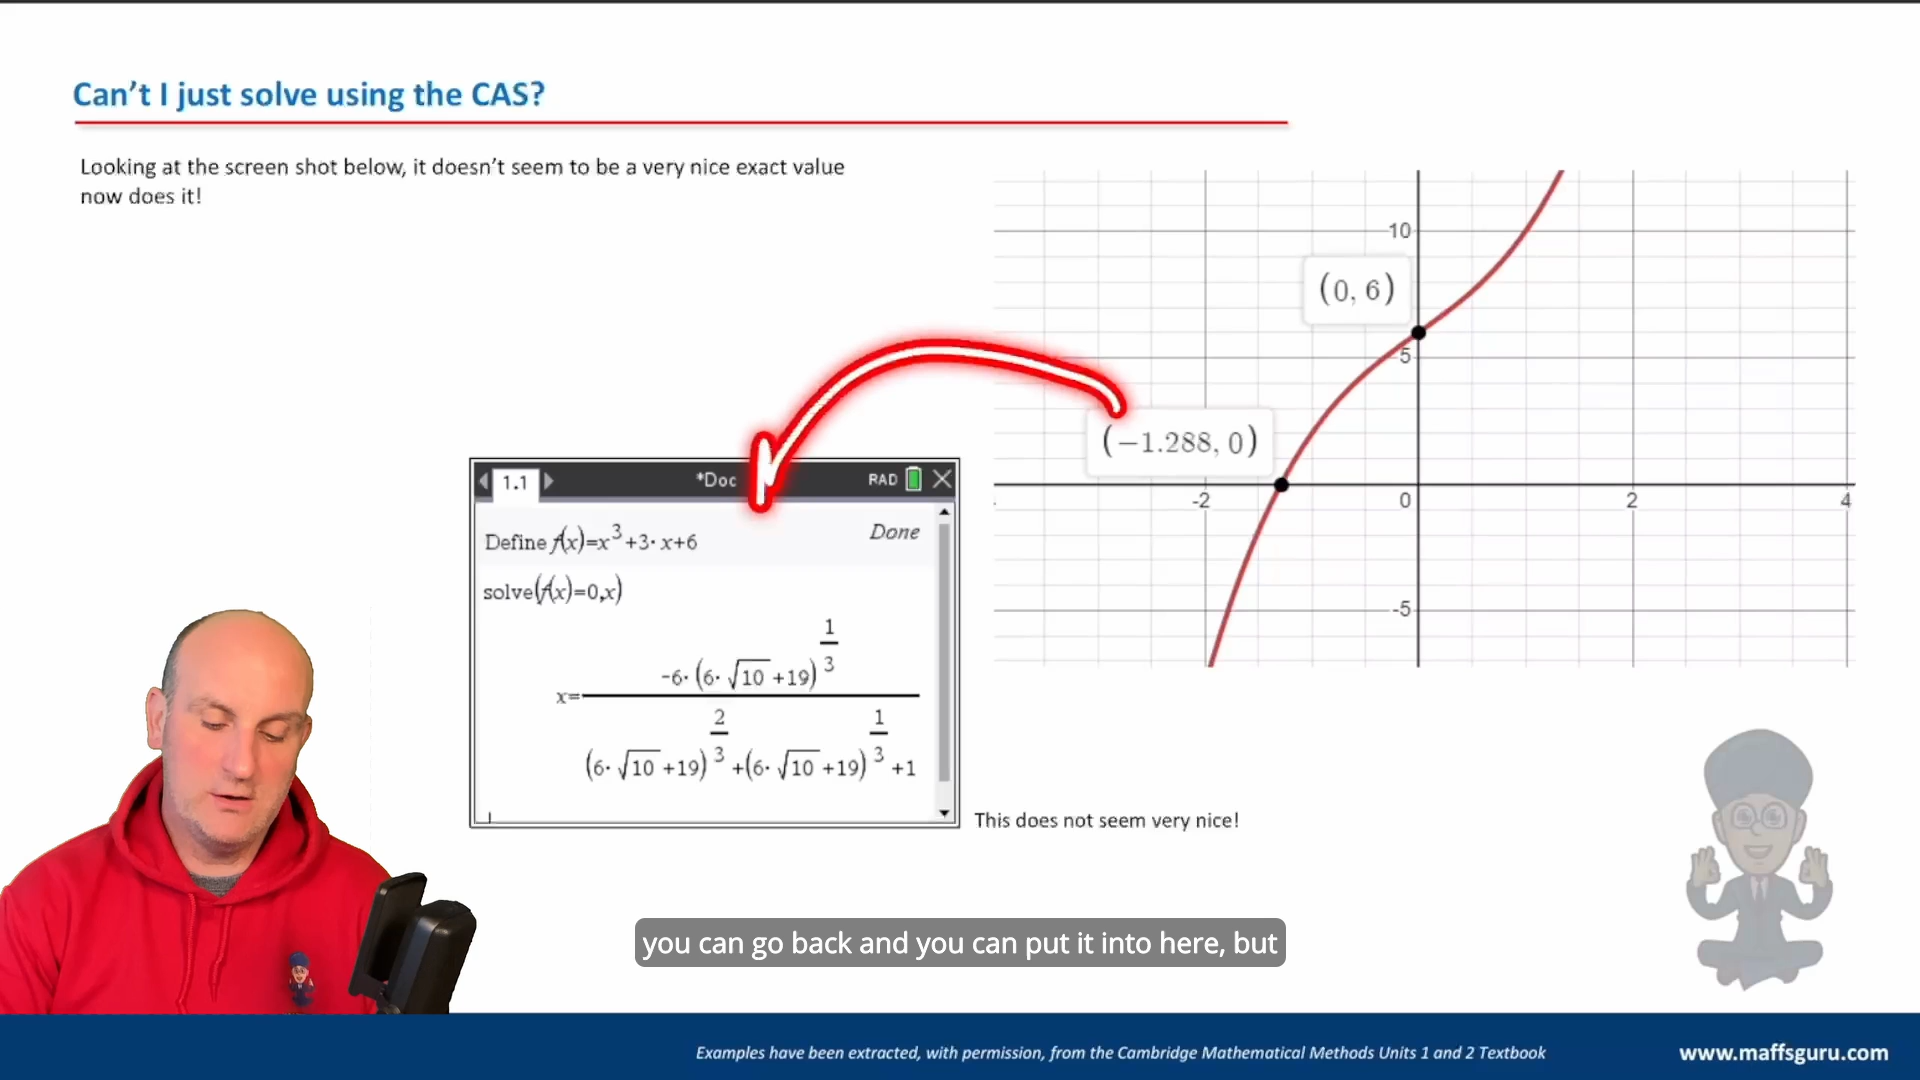 Can't I just solve using the CAS?
Looking at the screen shot below, it doesn't seem to be a very nice exact value
now does it!
10
(0, 6)
5
(−1.288, 0)
-2
0
2
4
-5
1.1
*Doc
RAD
Define f(x)=x³+3·x+6
Done
solve(f(x)=0,x)
x=(-6·(6·√10+19)^(1/3))/((6·√10+19)^(2/3)+(6·√10+19)^(1/3)+1)
This does not seem very nice!
you can go back and you can put it into here, but
Examples have been extracted, with permission, from the Cambridge Mathematical Methods Units 1 and 2 Textbook
www.maffsguru.com